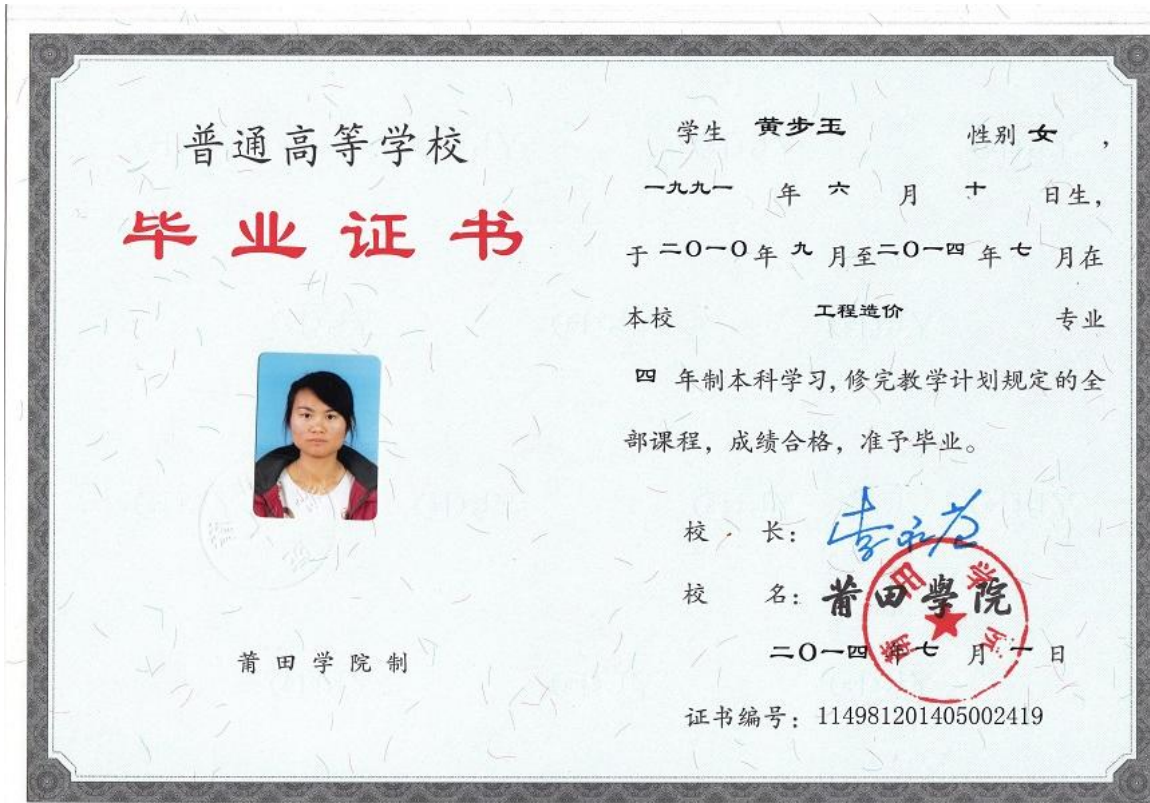 普通高等学校
毕业证书
莆田学院制
学生 黄步玉 性别 女 ，
一九九一 年 六 月 十 日生，
于 二〇一〇 年 九 月至 二〇一四 年 七 月在
本校 工程造价 专业
四 年制本科学习，修完教学计划规定的全
部课程，成绩合格，准予毕业。
校 长：
校 名：莆田學院
二〇一四 年 七 月 一 日
证书编号：114981201405002419